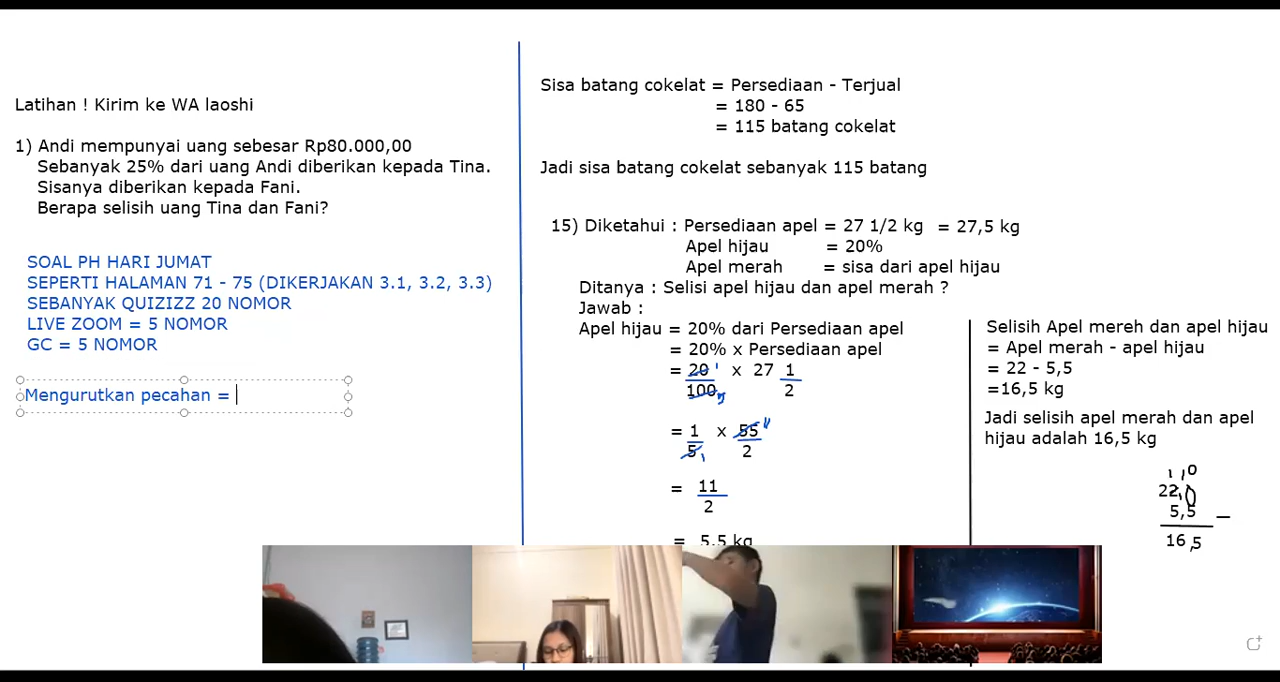 Latihan ! Kirim ke WA laoshi
1) Andi mempunyai uang sebesar Rp80.000,00
Sebanyak 25% dari uang Andi diberikan kepada Tina.
Sisanya diberikan kepada Fani.
Berapa selisih uang Tina dan Fani?
SOAL PH HARI JUMAT
SEPERTI HALAMAN 71 - 75 (DIKERJAKAN 3.1, 3.2, 3.3)
SEBANYAK QUIZIZZ 20 NOMOR
LIVE ZOOM = 5 NOMOR
GC = 5 NOMOR
Mengurutkan pecahan =
Sisa batang cokelat = Persediaan - Terjual
= 180 - 65
= 115 batang cokelat
Jadi sisa batang cokelat sebanyak 115 batang
15) Diketahui : Persediaan apel = 27 1/2 kg = 27,5 kg
Apel hijau = 20%
Apel merah = sisa dari apel hijau
Ditanya : Selisi apel hijau dan apel merah ?
Jawab :
Apel hijau = 20% dari Persediaan apel
= 20% x Persediaan apel
= 20 1 x 27 1
100 5 2
= 1 x 55 11
5 1 2
= 11
2
= 5,5 kg
Selisih Apel mereh dan apel hijau
= Apel merah - apel hijau
= 22 - 5,5
=16,5 kg
Jadi selisih apel merah dan apel
hijau adalah 16,5 kg
1 10
22,0
5,5 –
16,5